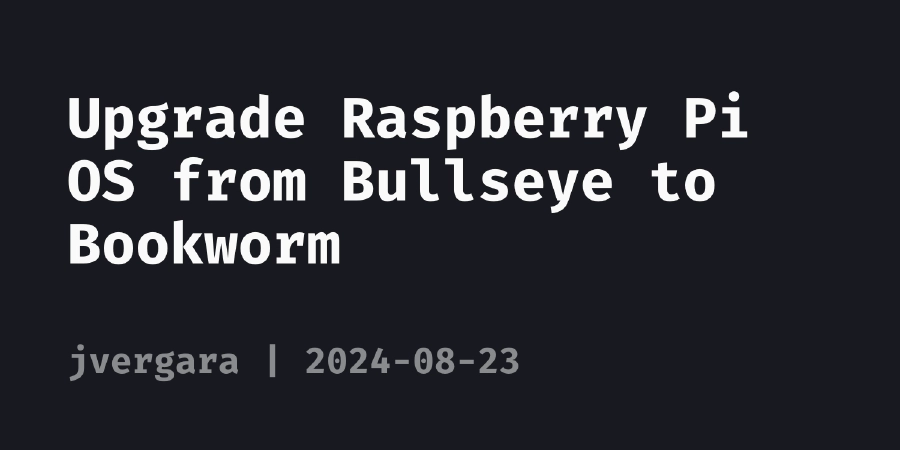 Upgrade Raspberry Pi
OS from Bullseye to
Bookworm
jvergara | 2024-08-23